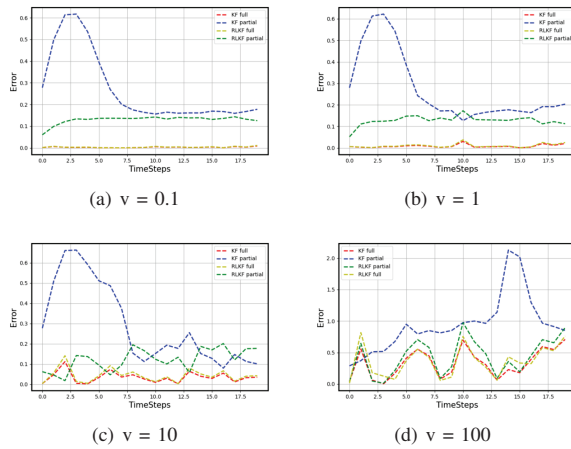 KF full
KF partial
RLKF full
RLKF partial
Error
0.6
0.5
0.4
0.3
0.2
0.1
0.0
0.0 2.5 5.0 7.5 10.0 12.5 15.0 17.5
TimeSteps
(a) v = 0.1
KF full
KF partial
RLKF full
RLKF partial
Error
0.6
0.5
0.4
0.3
0.2
0.1
0.0
0.0 2.5 5.0 7.5 10.0 12.5 15.0 17.5
TimeSteps
(b) v = 1
KF full
KF partial
RLKF full
RLKF partial
Error
0.6
0.5
0.4
0.3
0.2
0.1
0.0
0.0 2.5 5.0 7.5 10.0 12.5 15.0 17.5
TimeSteps
(c) v = 10
KF full
KF partial
RLKF full
RLKF partial
Error
2.0
1.5
1.0
0.5
0.0
0.0 2.5 5.0 7.5 10.0 12.5 15.0 17.5
TimeSteps
(d) v = 100